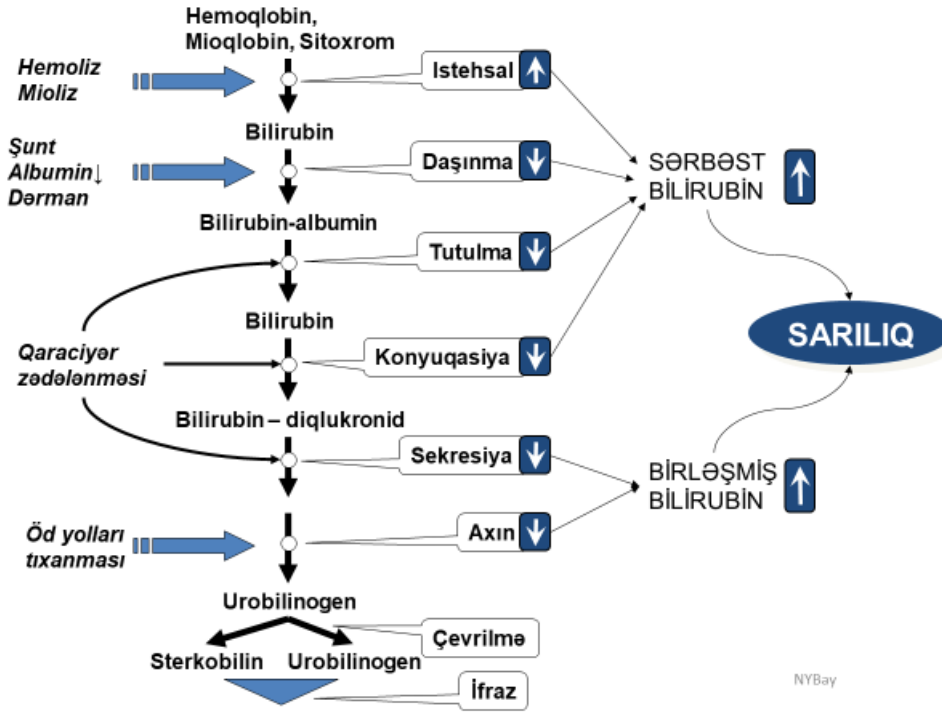 Hemoqlobin,
Mioqlobin, Sitoxrom
Hemoliz
Mioliz
Istehsal
Bilirubin
Şunt
Albumin↓
Dərman
Daşınma
SƏRBƏST
BİLİRUBİN
Bilirubin-albumin
Tutulma
Bilirubin
Qaraciyər
zədələnməsi
Konyuqasiya
SARILIQ
Bilirubin – diqlukronid
Sekresiya
BİRLƏŞMİŞ
BİLİRUBİN
Öd yolları
tıxanması
Axın
Urobilinogen
Çevrilmə
Sterkobilin
Urobilinogen
İfraz
NYBay